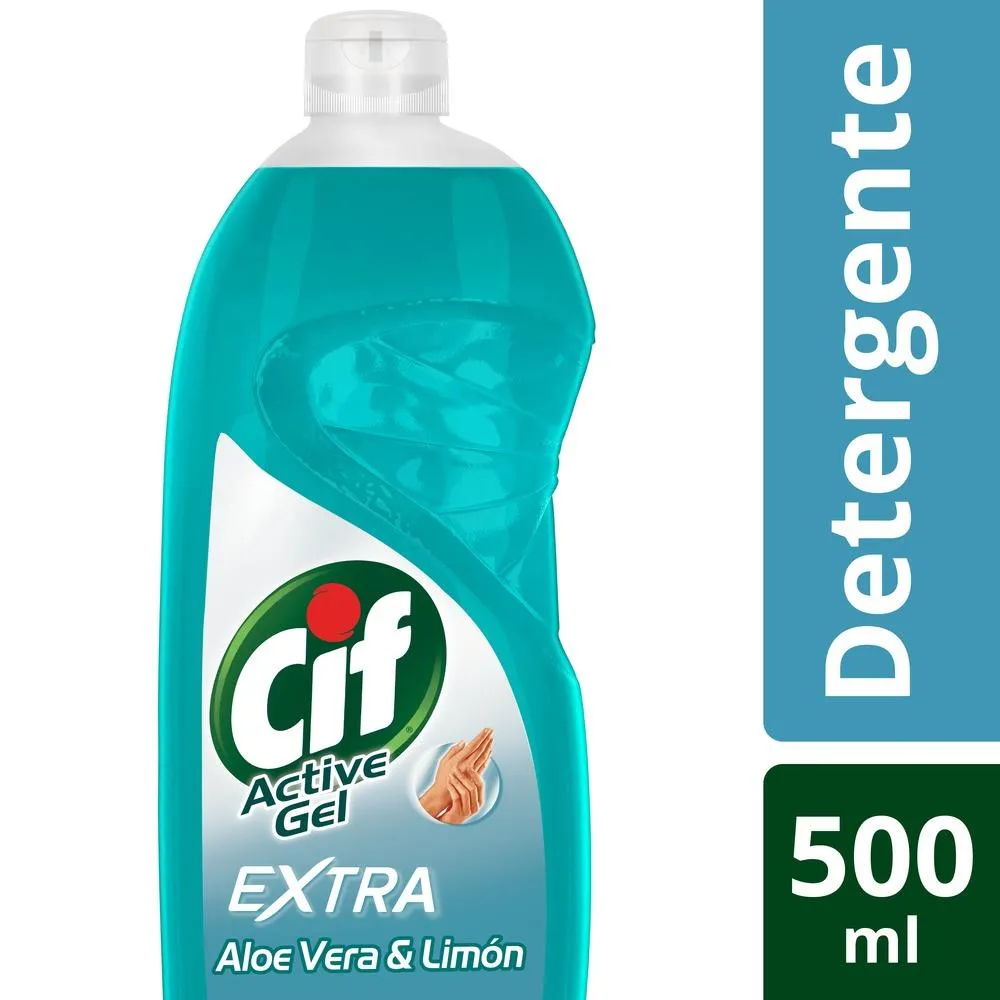 Cif
Active
Gel
EXTRA
Aloe Vera & Limón
Detergente
500
ml